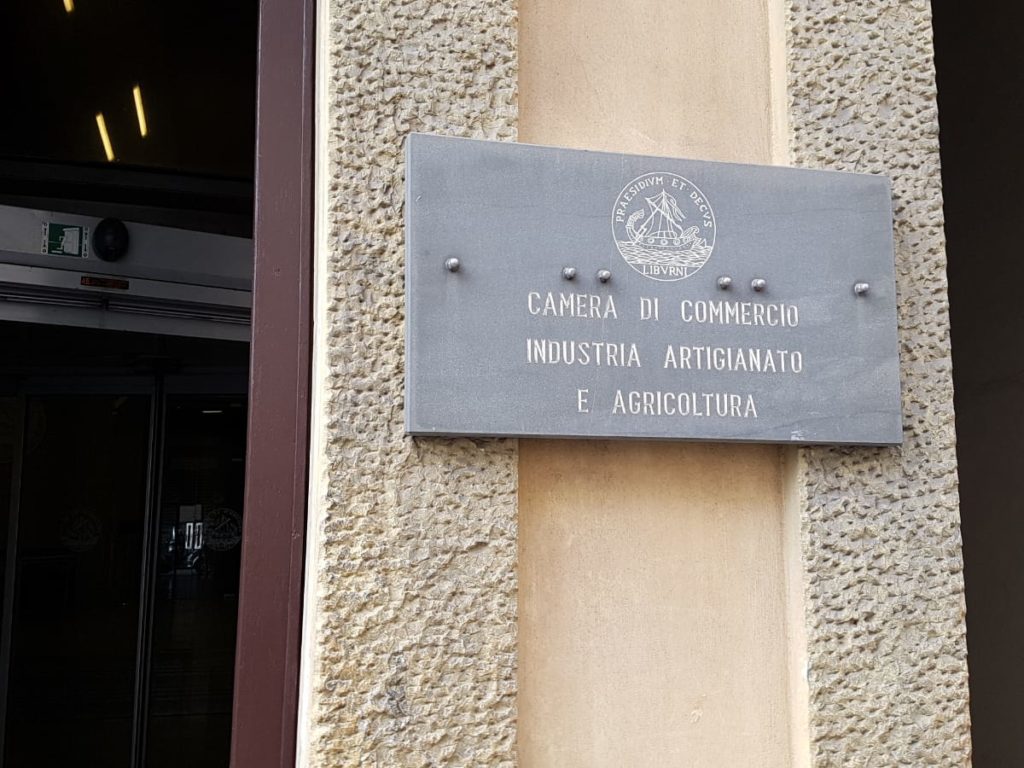 PRAESIDIVM ET DECVS
LIBVRNI
CAMERA DI COMMERCIO
INDUSTRIA ARTIGIANATO
E AGRICOLTURA